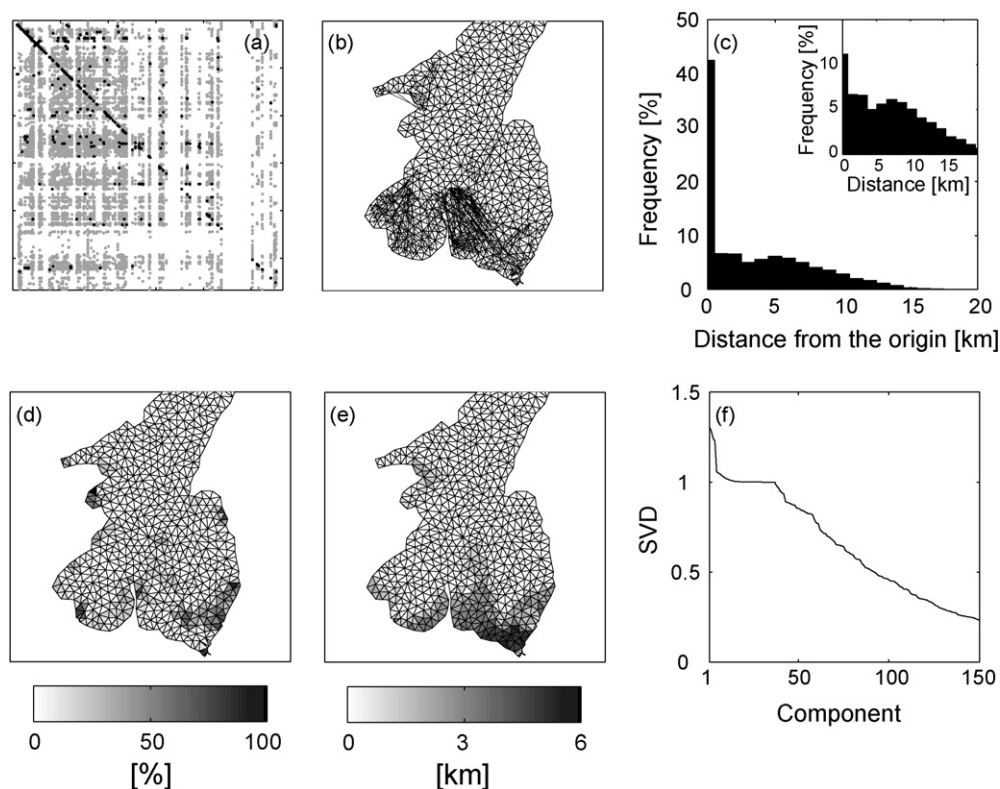 (a)
(b)
(c)
50
40
30
20
10
0
Frequency [%]
0
5
10
15
20
Distance from the origin [km]
10
5
0
Frequency [%]
0
5
10
15
Distance [km]
(d)
0
50
100
[%]
(e)
0
3
6
[km]
(f)
1.5
1
0.5
0
SVD
1
50
100
150
Component